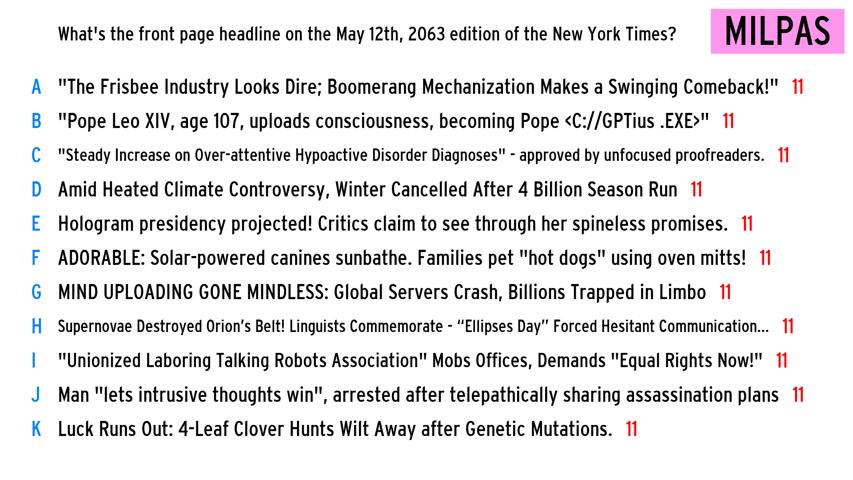 What's the front page headline on the May 12th, 2063 edition of the New York Times?
MILPAS
A "The Frisbee Industry Looks Dire; Boomerang Mechanization Makes a Swinging Comeback!" 11
B "Pope Leo XIV, age 107, uploads consciousness, becoming Pope <C://GPTius .EXE>" 11
C "Steady Increase on Over-attentive Hypoactive Disorder Diagnoses" - approved by unfocused proofreaders. 11
D Amid Heated Climate Controversy, Winter Cancelled After 4 Billion Season Run 11
E Hologram presidency projected! Critics claim to see through her spineless promises. 11
F ADORABLE: Solar-powered canines sunbathe. Families pet "hot dogs" using oven mitts! 11
G MIND UPLOADING GONE MINDLESS: Global Servers Crash, Billions Trapped in Limbo 11
H Supernovae Destroyed Orion's Belt! Linguists Commemorate - “Ellipses Day” Forced Hesitant Communication... 11
I "Unionized Laboring Talking Robots Association" Mobs Offices, Demands "Equal Rights Now!" 11
J Man "lets intrusive thoughts win", arrested after telepathically sharing assassination plans 11
K Luck Runs Out: 4-Leaf Clover Hunts Wilt Away after Genetic Mutations. 11